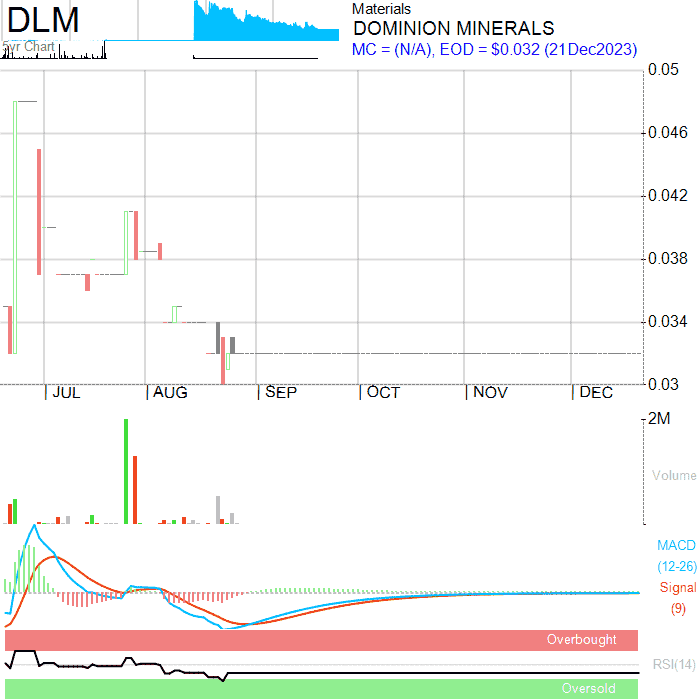 DLM
5yr Chart
Materials
DOMINION MINERALS
MC = (N/A), EOD = $0.032 (21Dec2023)
0.05
0.046
0.042
0.038
0.034
0.03
JUL AUG SEP OCT NOV DEC
2M
Volume
MACD
(12-26)
Signal
(9)
Overbought
RSI(14)
Oversold